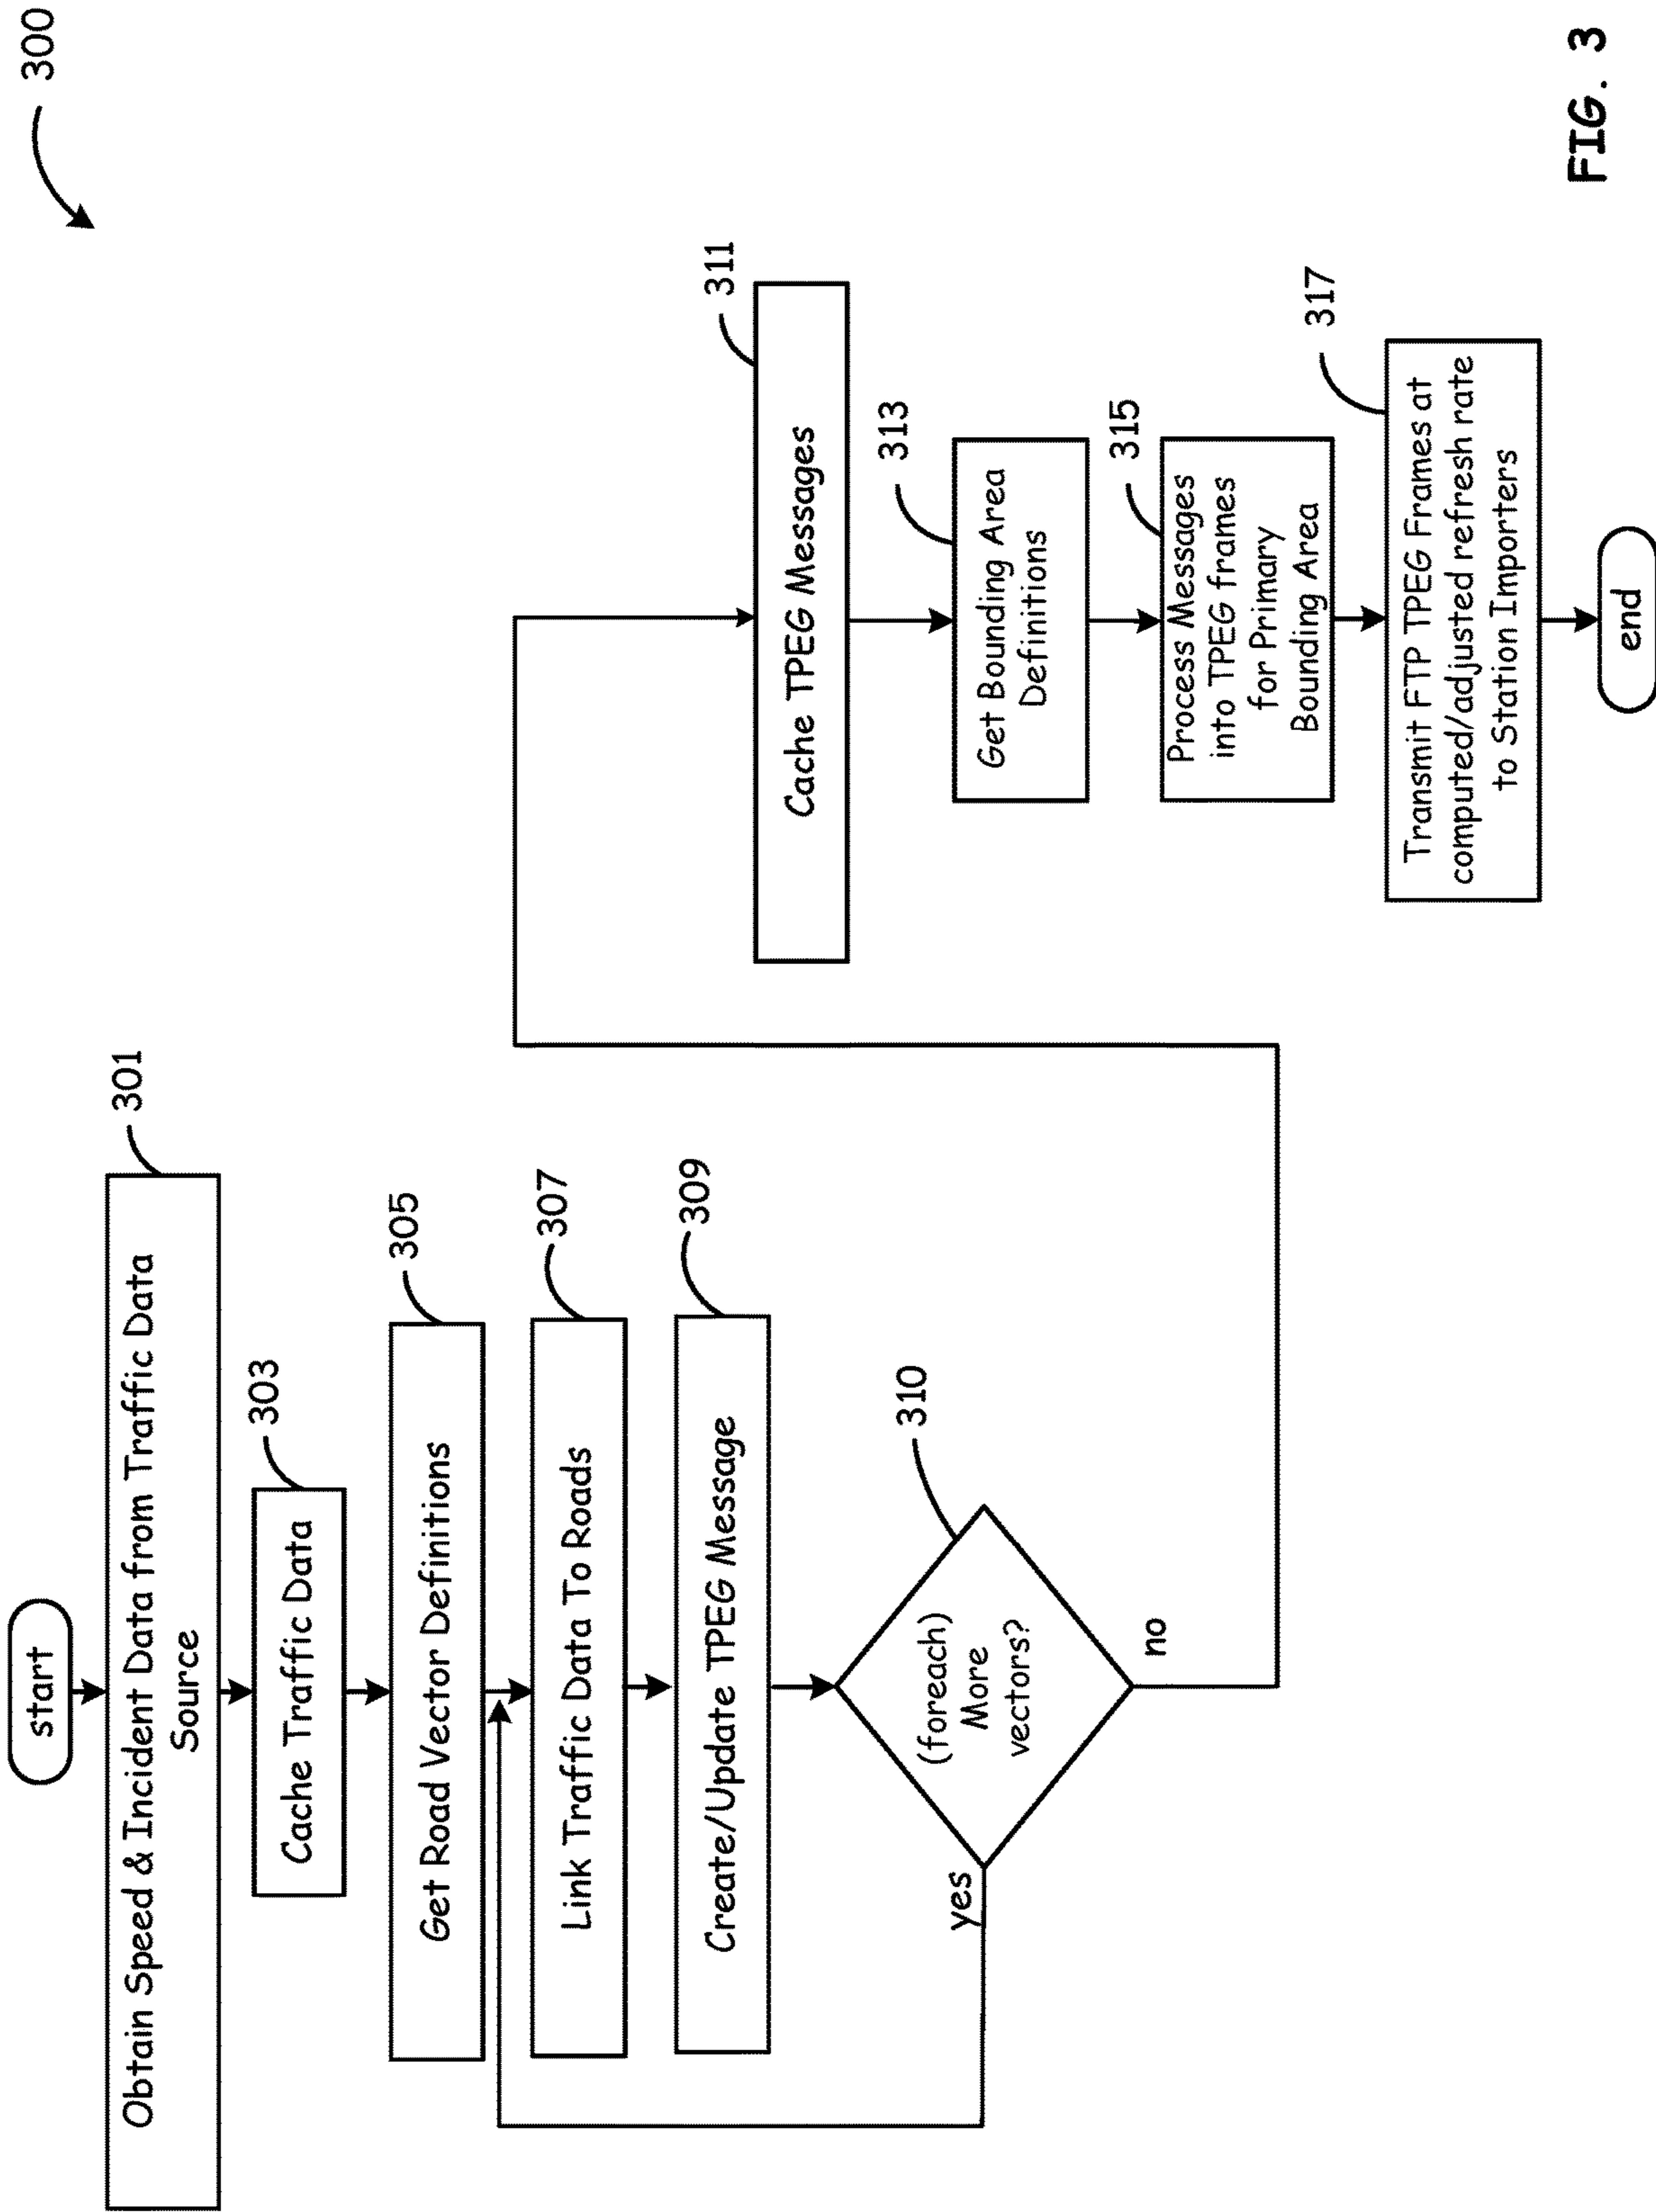 300
start
Obtain Speed & Incident Data from Traffic Data
Source
301
Cache Traffic Data
303
Get Road Vector Definitions
305
Link Traffic Data To Roads
307
Create/Update TPEG Message
309
(foreach)
More
vectors?
310
yes
no
Cache TPEG Messages
311
Get Bounding Area
Definitions
313
Process Messages
into TPEG frames
for Primary
Bounding Area
315
Transmit FTP TPEG Frames at
computed/adjusted refresh rate
to Station Importers
317
end
FIG. 3